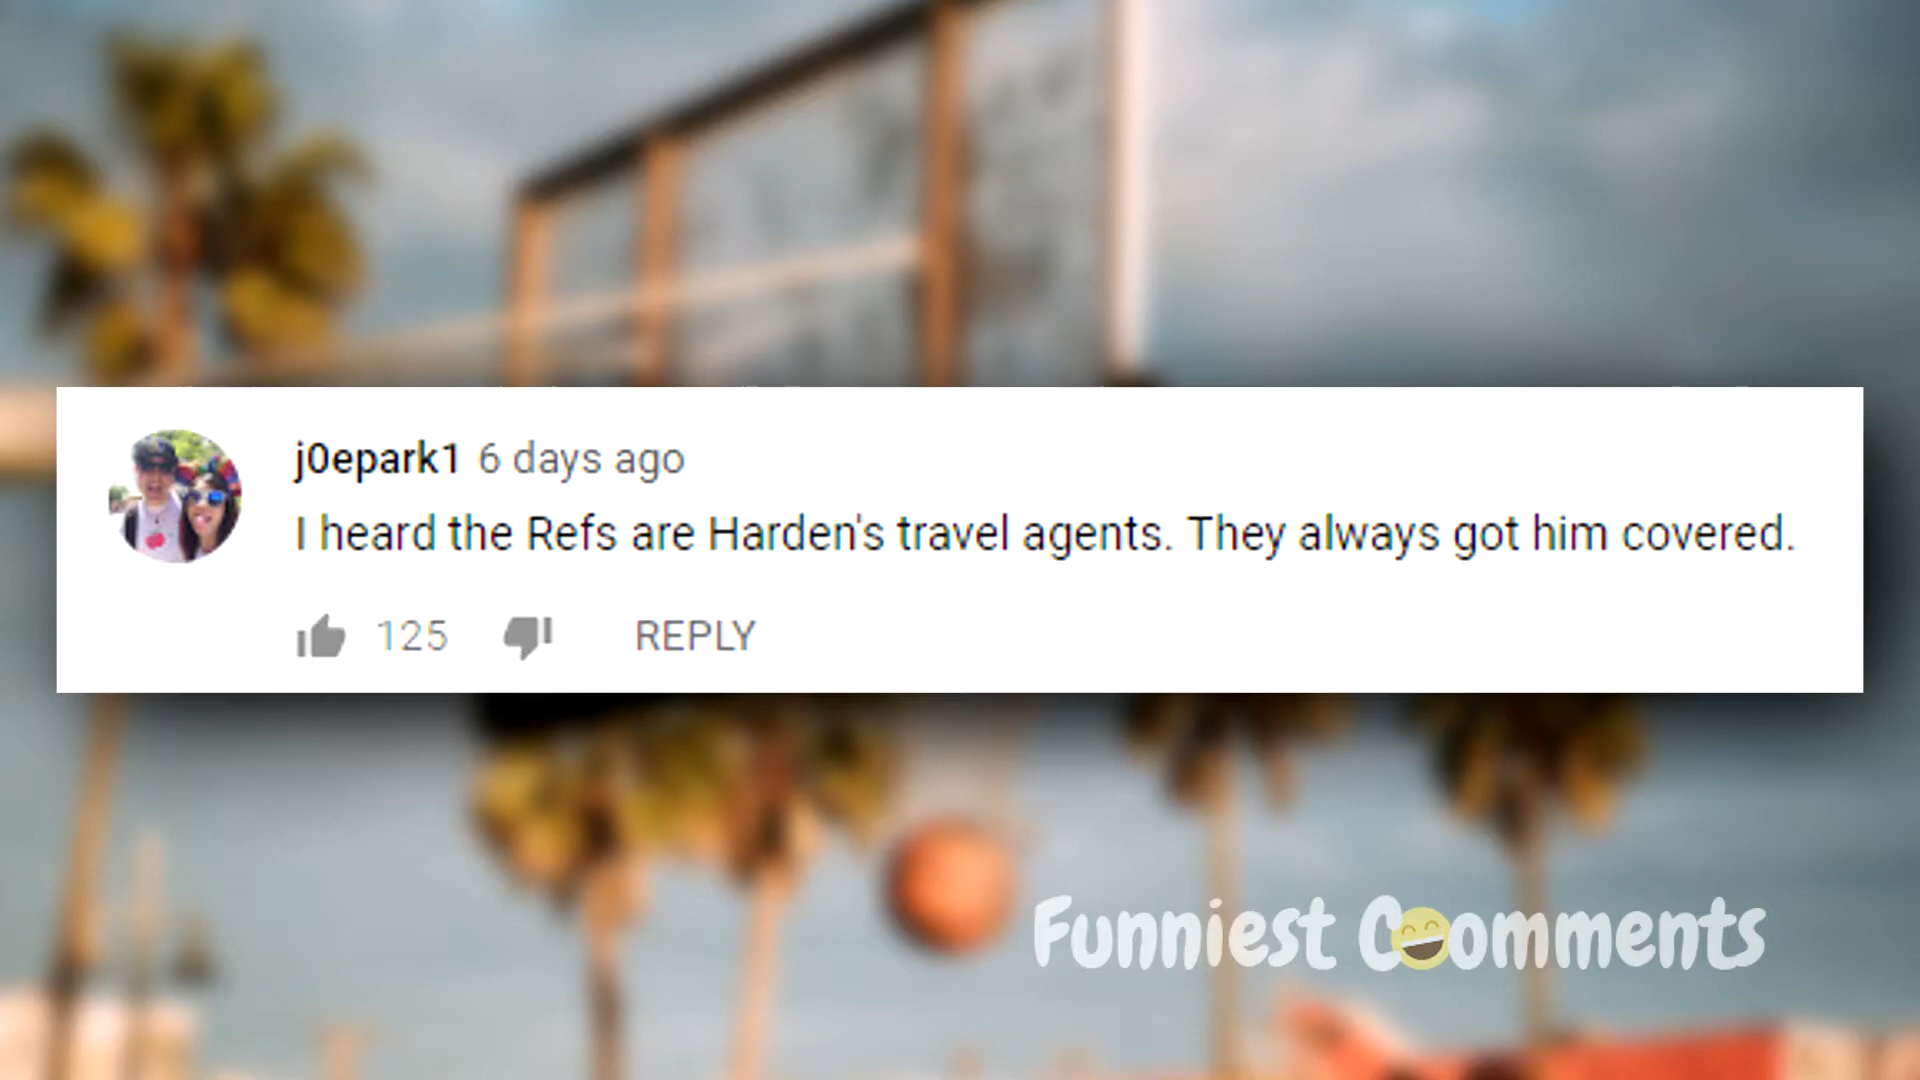 j0epark1 6 days ago
I heard the Refs are Harden's travel agents. They always got him covered.
125 REPLY
Funniest Comments